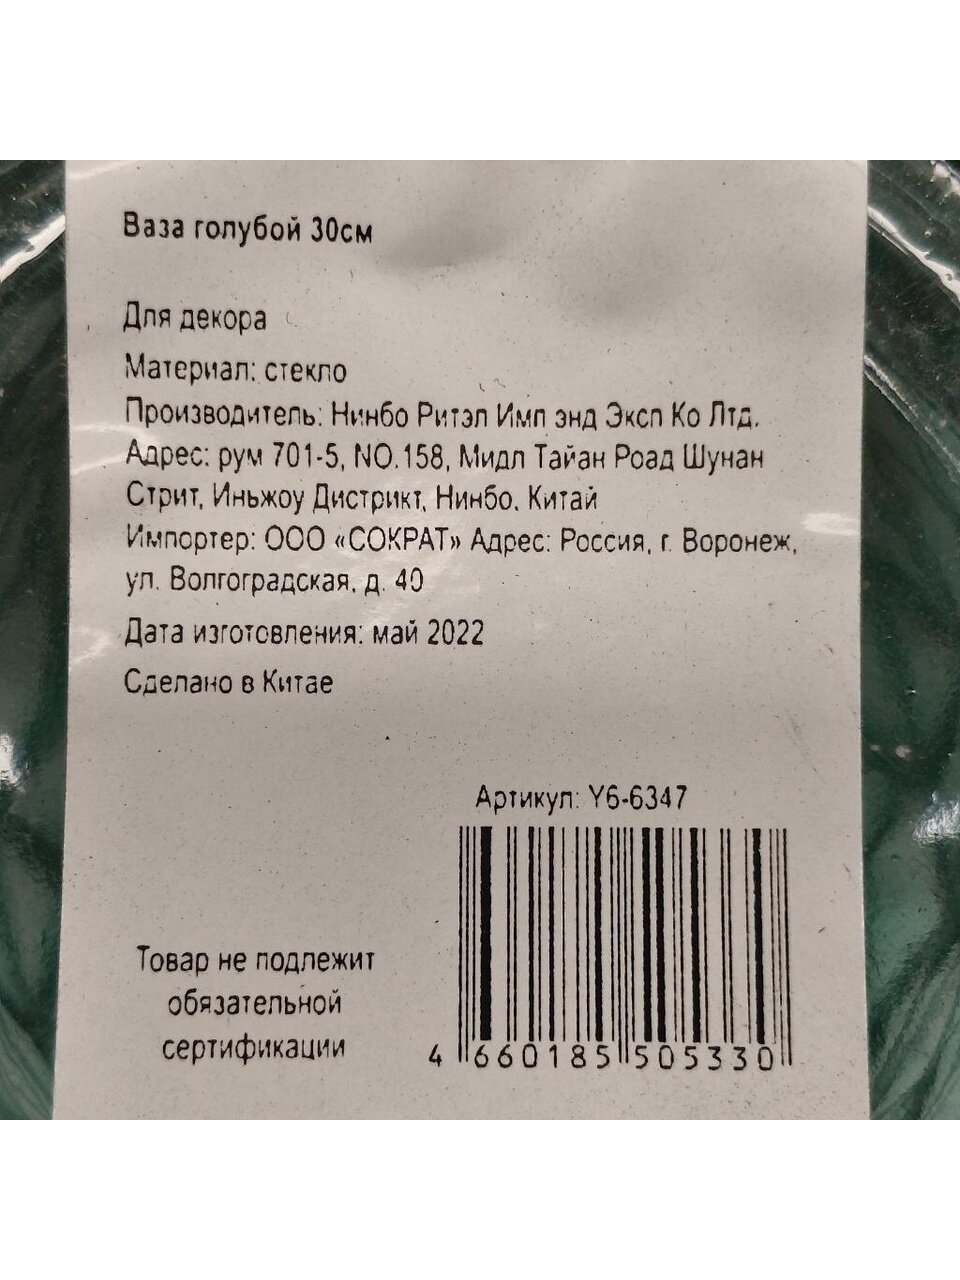 Ваза голубой 30см
Для декора
Материал: стекло
Производитель: Нинбо Ритэл Имп энд Эксп Ко Лтд.
Адрес: рум 701-5, NO.158, Мидл Тайан Роад Шунан
Стрит, Иньжоу Дистрикт, Нинбо, Китай
Импортер: ООО «СОКРАТ» Адрес: Россия, г. Воронеж,
ул. Волгоградская, д. 40
Дата изготовления: май 2022
Сделано в Китае
Артикул: Y6-6347
Товар не подлежит
обязательной
сертификации
4 660185 505330